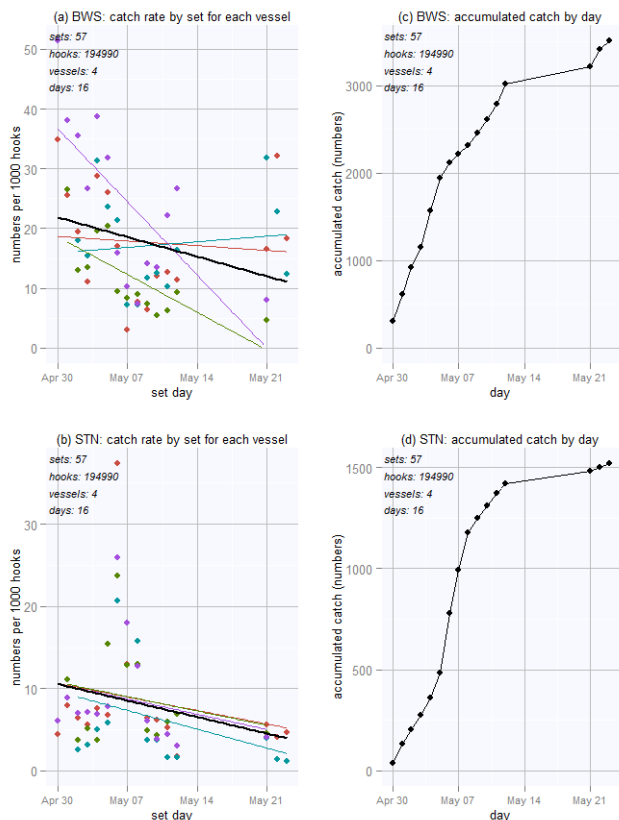 (a) BWS: catch rate by set for each vessel
sets: 57
hooks: 194990
vessels: 4
days: 16
numbers per 1000 hooks
50
40
30
20
10
0
Apr 30 May 07 May 14 May 21
set day
(c) BWS: accumulated catch by day
sets: 57
hooks: 194990
vessels: 4
days: 16
accumulated catch (numbers)
3000
2000
1000
0
Apr 30 May 07 May 14 May 21
day
(b) STN: catch rate by set for each vessel
sets: 57
hooks: 194990
vessels: 4
days: 16
numbers per 1000 hooks
30
20
10
0
Apr 30 May 07 May 14 May 21
set day
(d) STN: accumulated catch by day
sets: 57
hooks: 194990
vessels: 4
days: 16
accumulated catch (numbers)
1500
1000
500
0
Apr 30 May 07 May 14 May 21
day